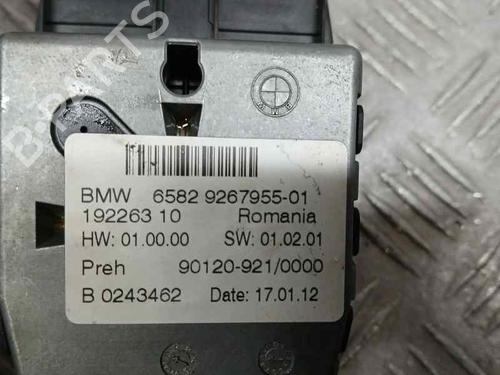 B-PARTS
BMW 6582 9267955-01
192263 10 Romania
HW: 01.00.00 SW: 01.02.01
Preh 90120-921/0000
B 0243462 Date: 17.01.12